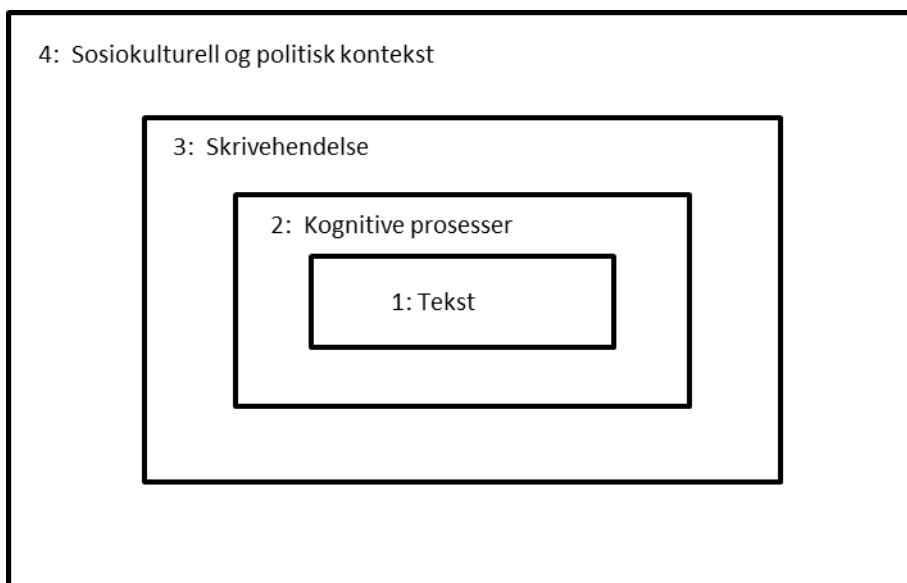 4:  Sosiokulturell og politisk kontekst
3:  Skrivehendelse
2:  Kognitive prosesser
1: Tekst